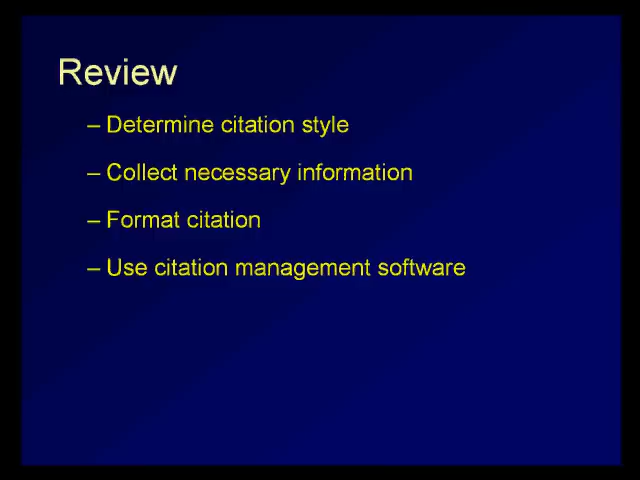 Review
– Determine citation style
– Collect necessary information
– Format citation
– Use citation management software